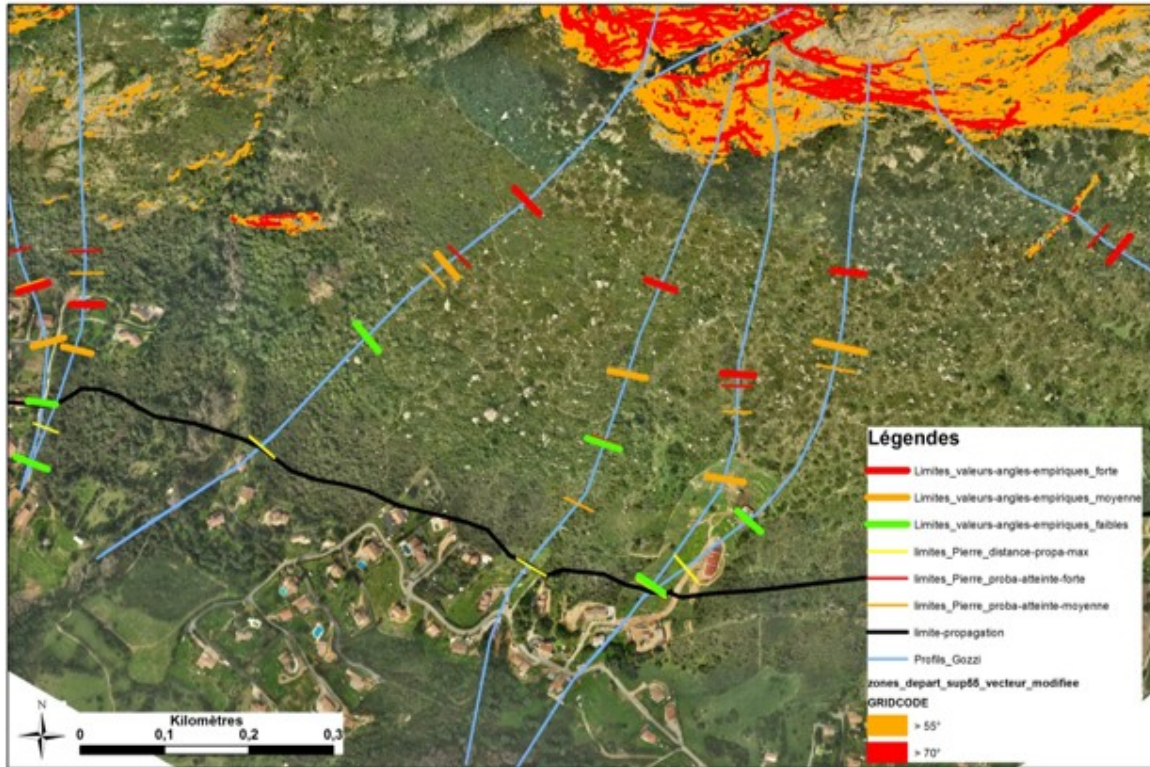 Légendes
Limites_valeurs-angles-empiriques_forte
Limites_valeurs-angles-empiriques_moyenne
Limites_valeurs-angles-empiriques_faibles
limites_Pierre_distance-propa-max
limites_Pierre_proba-atteinte-forte
limites_Pierre_proba-atteinte-moyenne
limite-propagation
Profils_Gozzi
zones_depart_sup55_vecteur_modifiee
GRIDCODE
> 55°
> 70°
N
Kilomètres
0 0,1 0,2 0,3